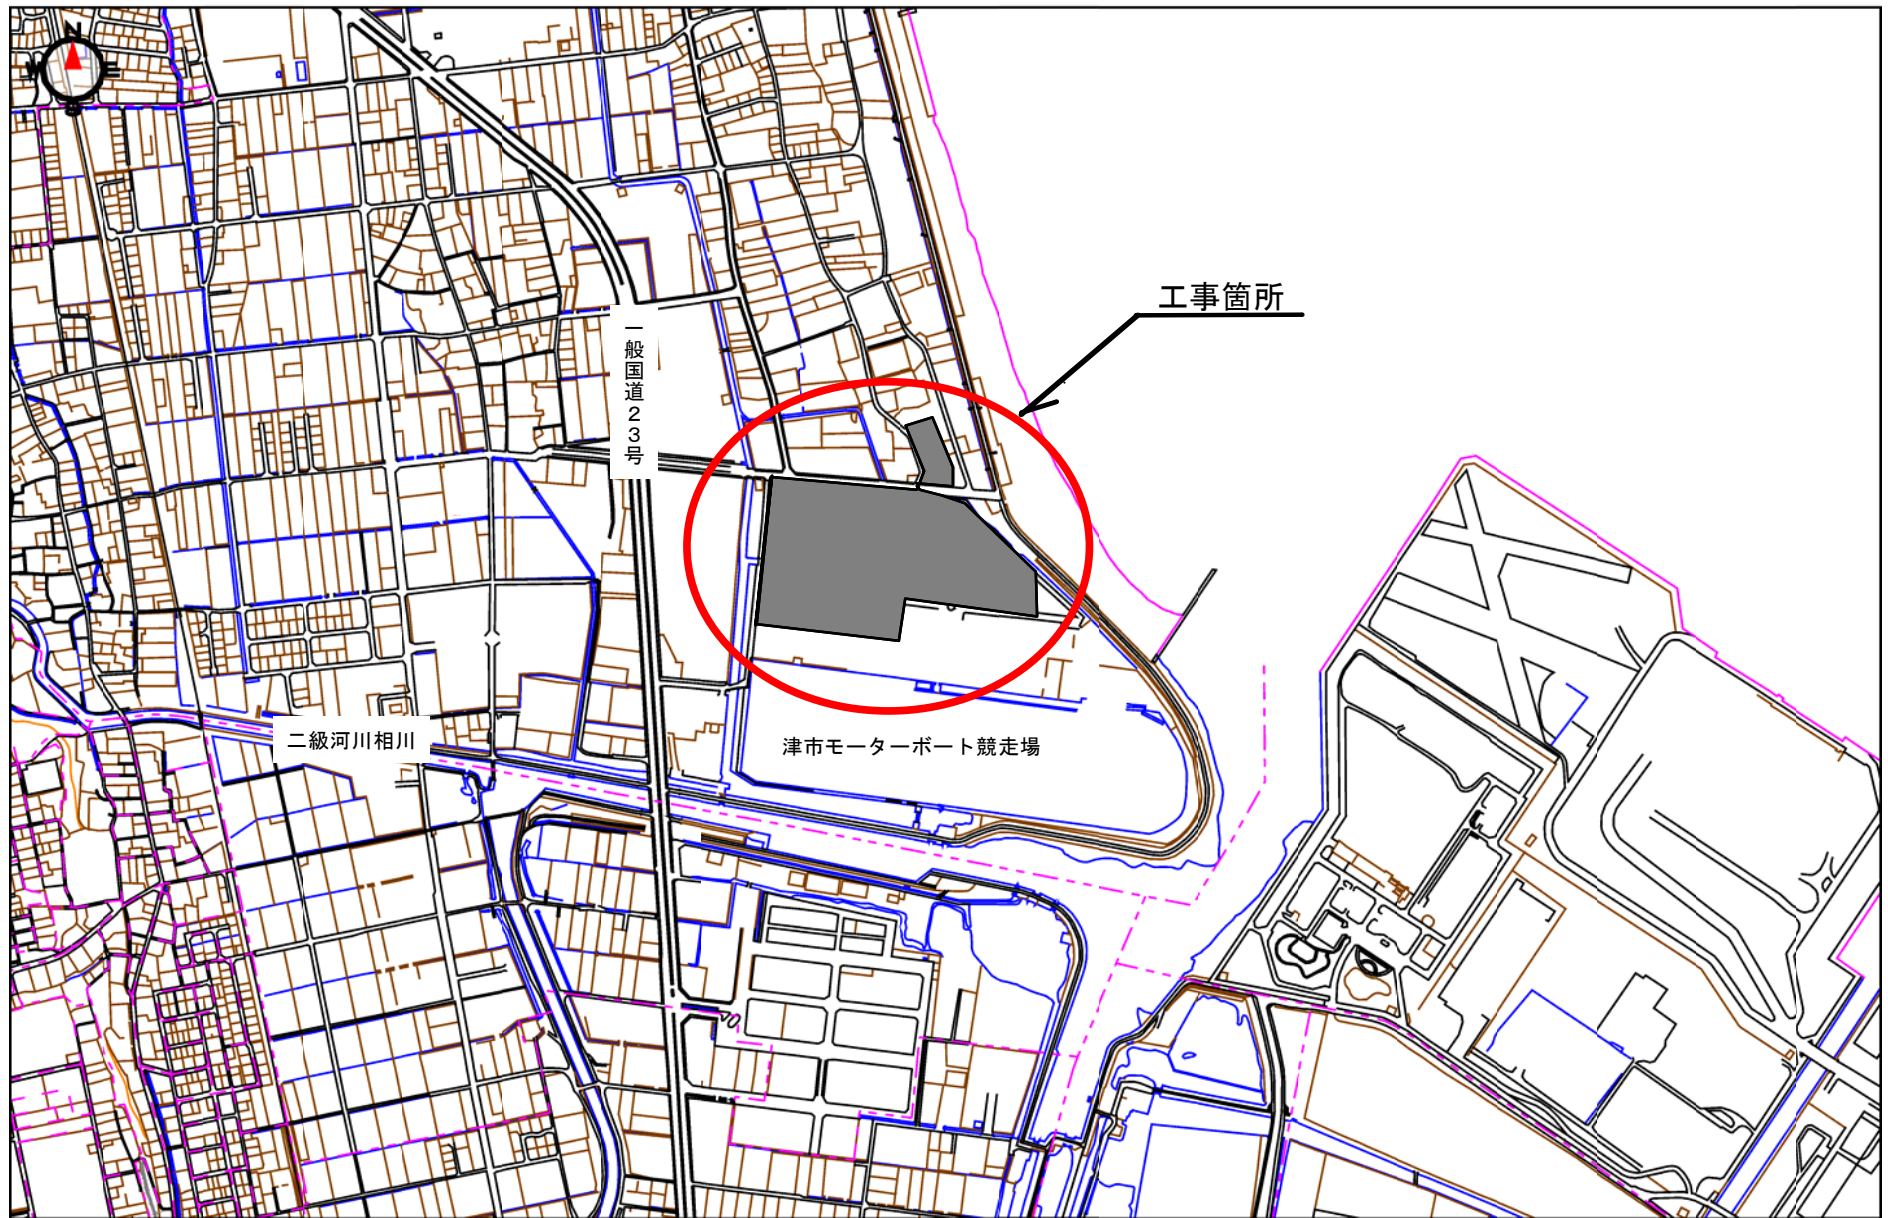 N
工事箇所
一般国道23号
二級河川相川
津市モーターボート競走場